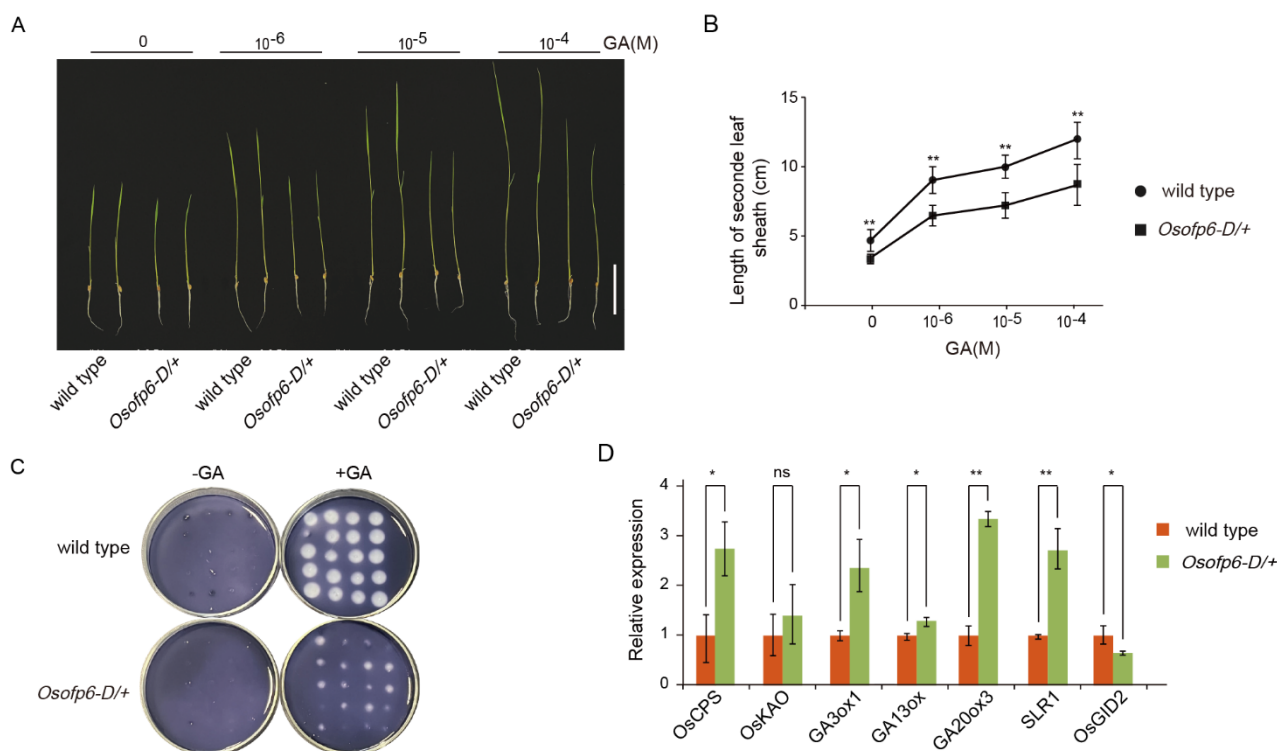 A
0
10-6
10-5
10-4
GA(M)
wild type
Osofp6-D/+
wild type
Osofp6-D/+
wild type
Osofp6-D/+
wild type
Osofp6-D/+
B
Length of seconde leaf
sheath (cm)
15
10
5
0
**
**
**
**
0
10-6
10-5
10-4
GA(M)
wild type
Osofp6-D/+
C
-GA
+GA
wild type
Osofp6-D/+
D
Relative expression
4
3
2
1
0
*
ns
*
*
**
**
*
OsCPS
OsKAO
GA3ox1
GA13ox
GA20ox3
SLR1
OsGID2
wild type
Osofp6-D/+